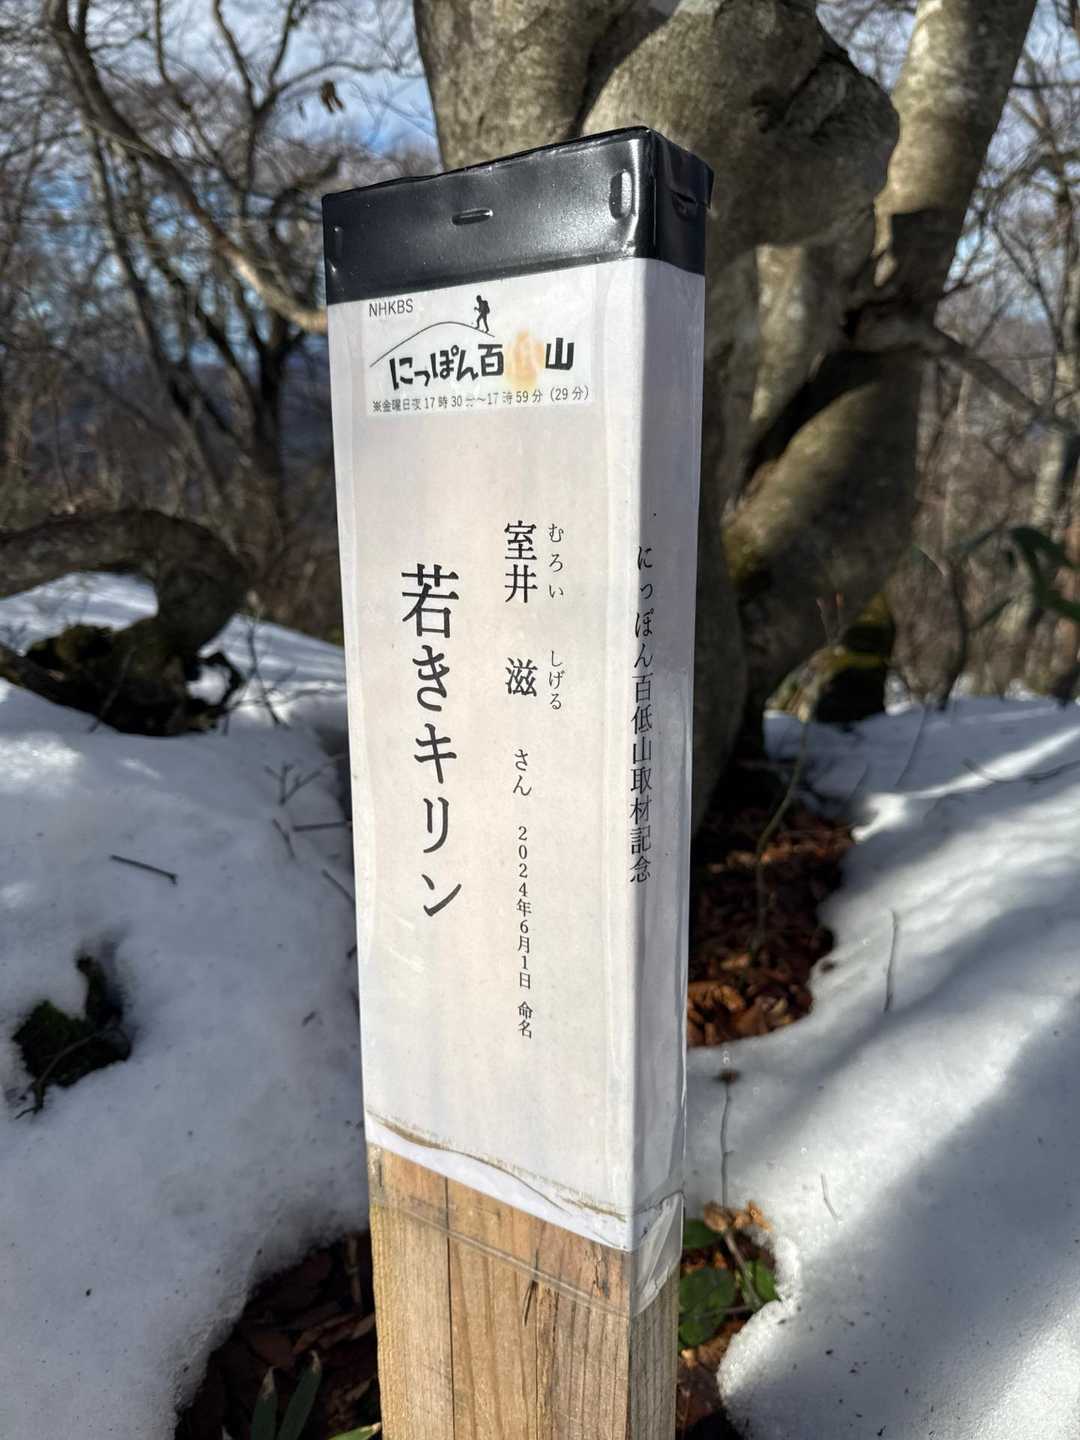 NHKBS
にっぽん百低山
※金曜日夜17時30分～17時59分（29分）
むろい しげる
室井 滋 さん 2024年6月1日 命名
若きキリン
にっぽん百低山取材記念